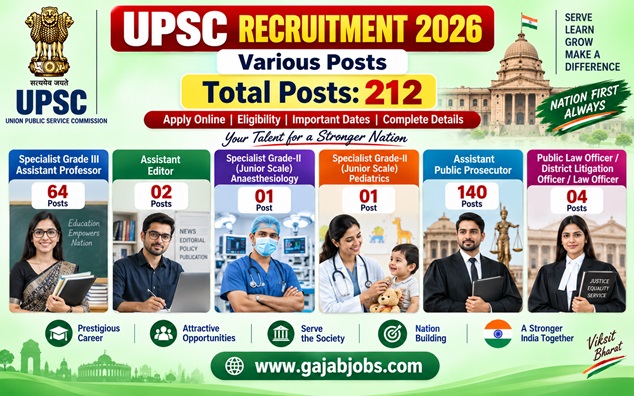 सत्यमेव जयते
UPSC
UNION PUBLIC SERVICE COMMISSION
UPSC RECRUITMENT 2026
Various Posts
Total Posts: 212
Apply Online | Eligibility | Important Dates | Complete Details
Your Talent for a Stronger Nation
SERVE
LEARN
GROW
MAKE A
DIFFERENCE
NATION FIRST
ALWAYS
Specialist Grade III
Assistant Professor
64
Posts
Education
Empowers
Nation
Assistant
Editor
02
Posts
NEWS
EDITORIAL
POLICY
PUBLICATION
Specialist Grade-II
(Junior Scale)
Anaesthesiology
01
Post
Specialist Grade-II
(Junior Scale)
Pediatrics
01
Post
Assistant
Public Prosecutor
140
Posts
Public Law Officer /
District Litigation
Officer / Law Officer
04
Posts
JUSTICE
EQUALITY
SERVICE
Prestigious
Career
Attractive
Opportunities
Serve
the Society
Nation
Building
A Stronger
India Together
Viksit
Bharat
www.gajabjobs.com